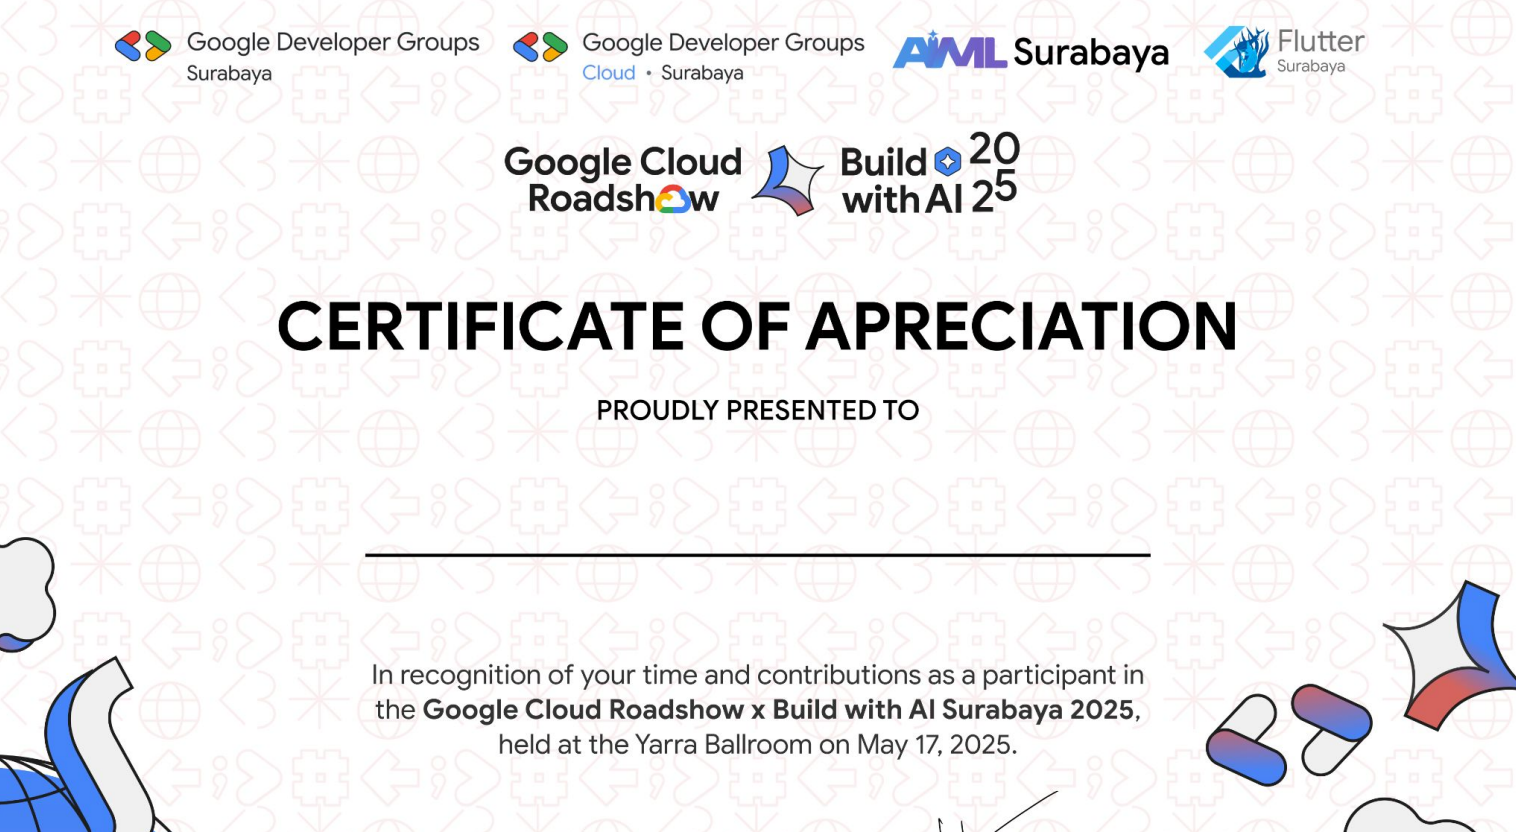 Google Developer Groups
Surabaya
Google Developer Groups
Cloud • Surabaya
AIML Surabaya
Flutter
Surabaya
Google Cloud
Roadshow
Build
with AI
2025
CERTIFICATE OF APRECIATION
PROUDLY PRESENTED TO
In recognition of your time and contributions as a participant in
the Google Cloud Roadshow x Build with AI Surabaya 2025,
held at the Yarra Ballroom on May 17, 2025.